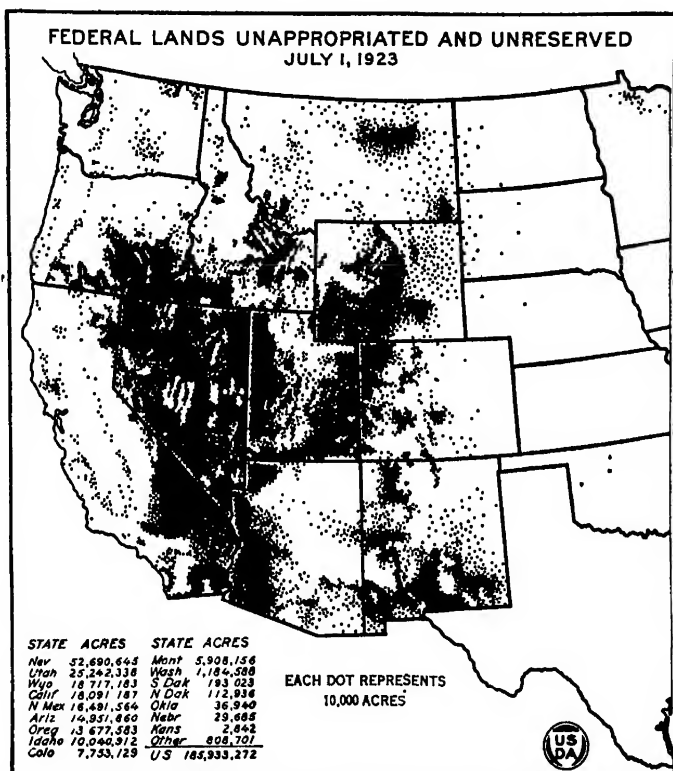 FEDERAL LANDS UNAPPROPRIATED AND UNRESERVED
JULY 1, 1923
STATE ACRES STATE ACRES
Nev 52,690,645 Mont 5,908,156
Utah 25,242,338 Wash 1,184,588
Wyo 18,717,183 S Dak 193,023
Calif 18,091,187 N Dak 112,936
N Mex 16,491,564 Okla 36,940
Ariz 14,951,860 Nebr 29,685
Oreg 13,677,583 Kans 2,842
Idaho 10,040,912 Other 808,701
Colo 7,753,129 US 185,933,272
EACH DOT REPRESENTS
10,000 ACRES
US
DA